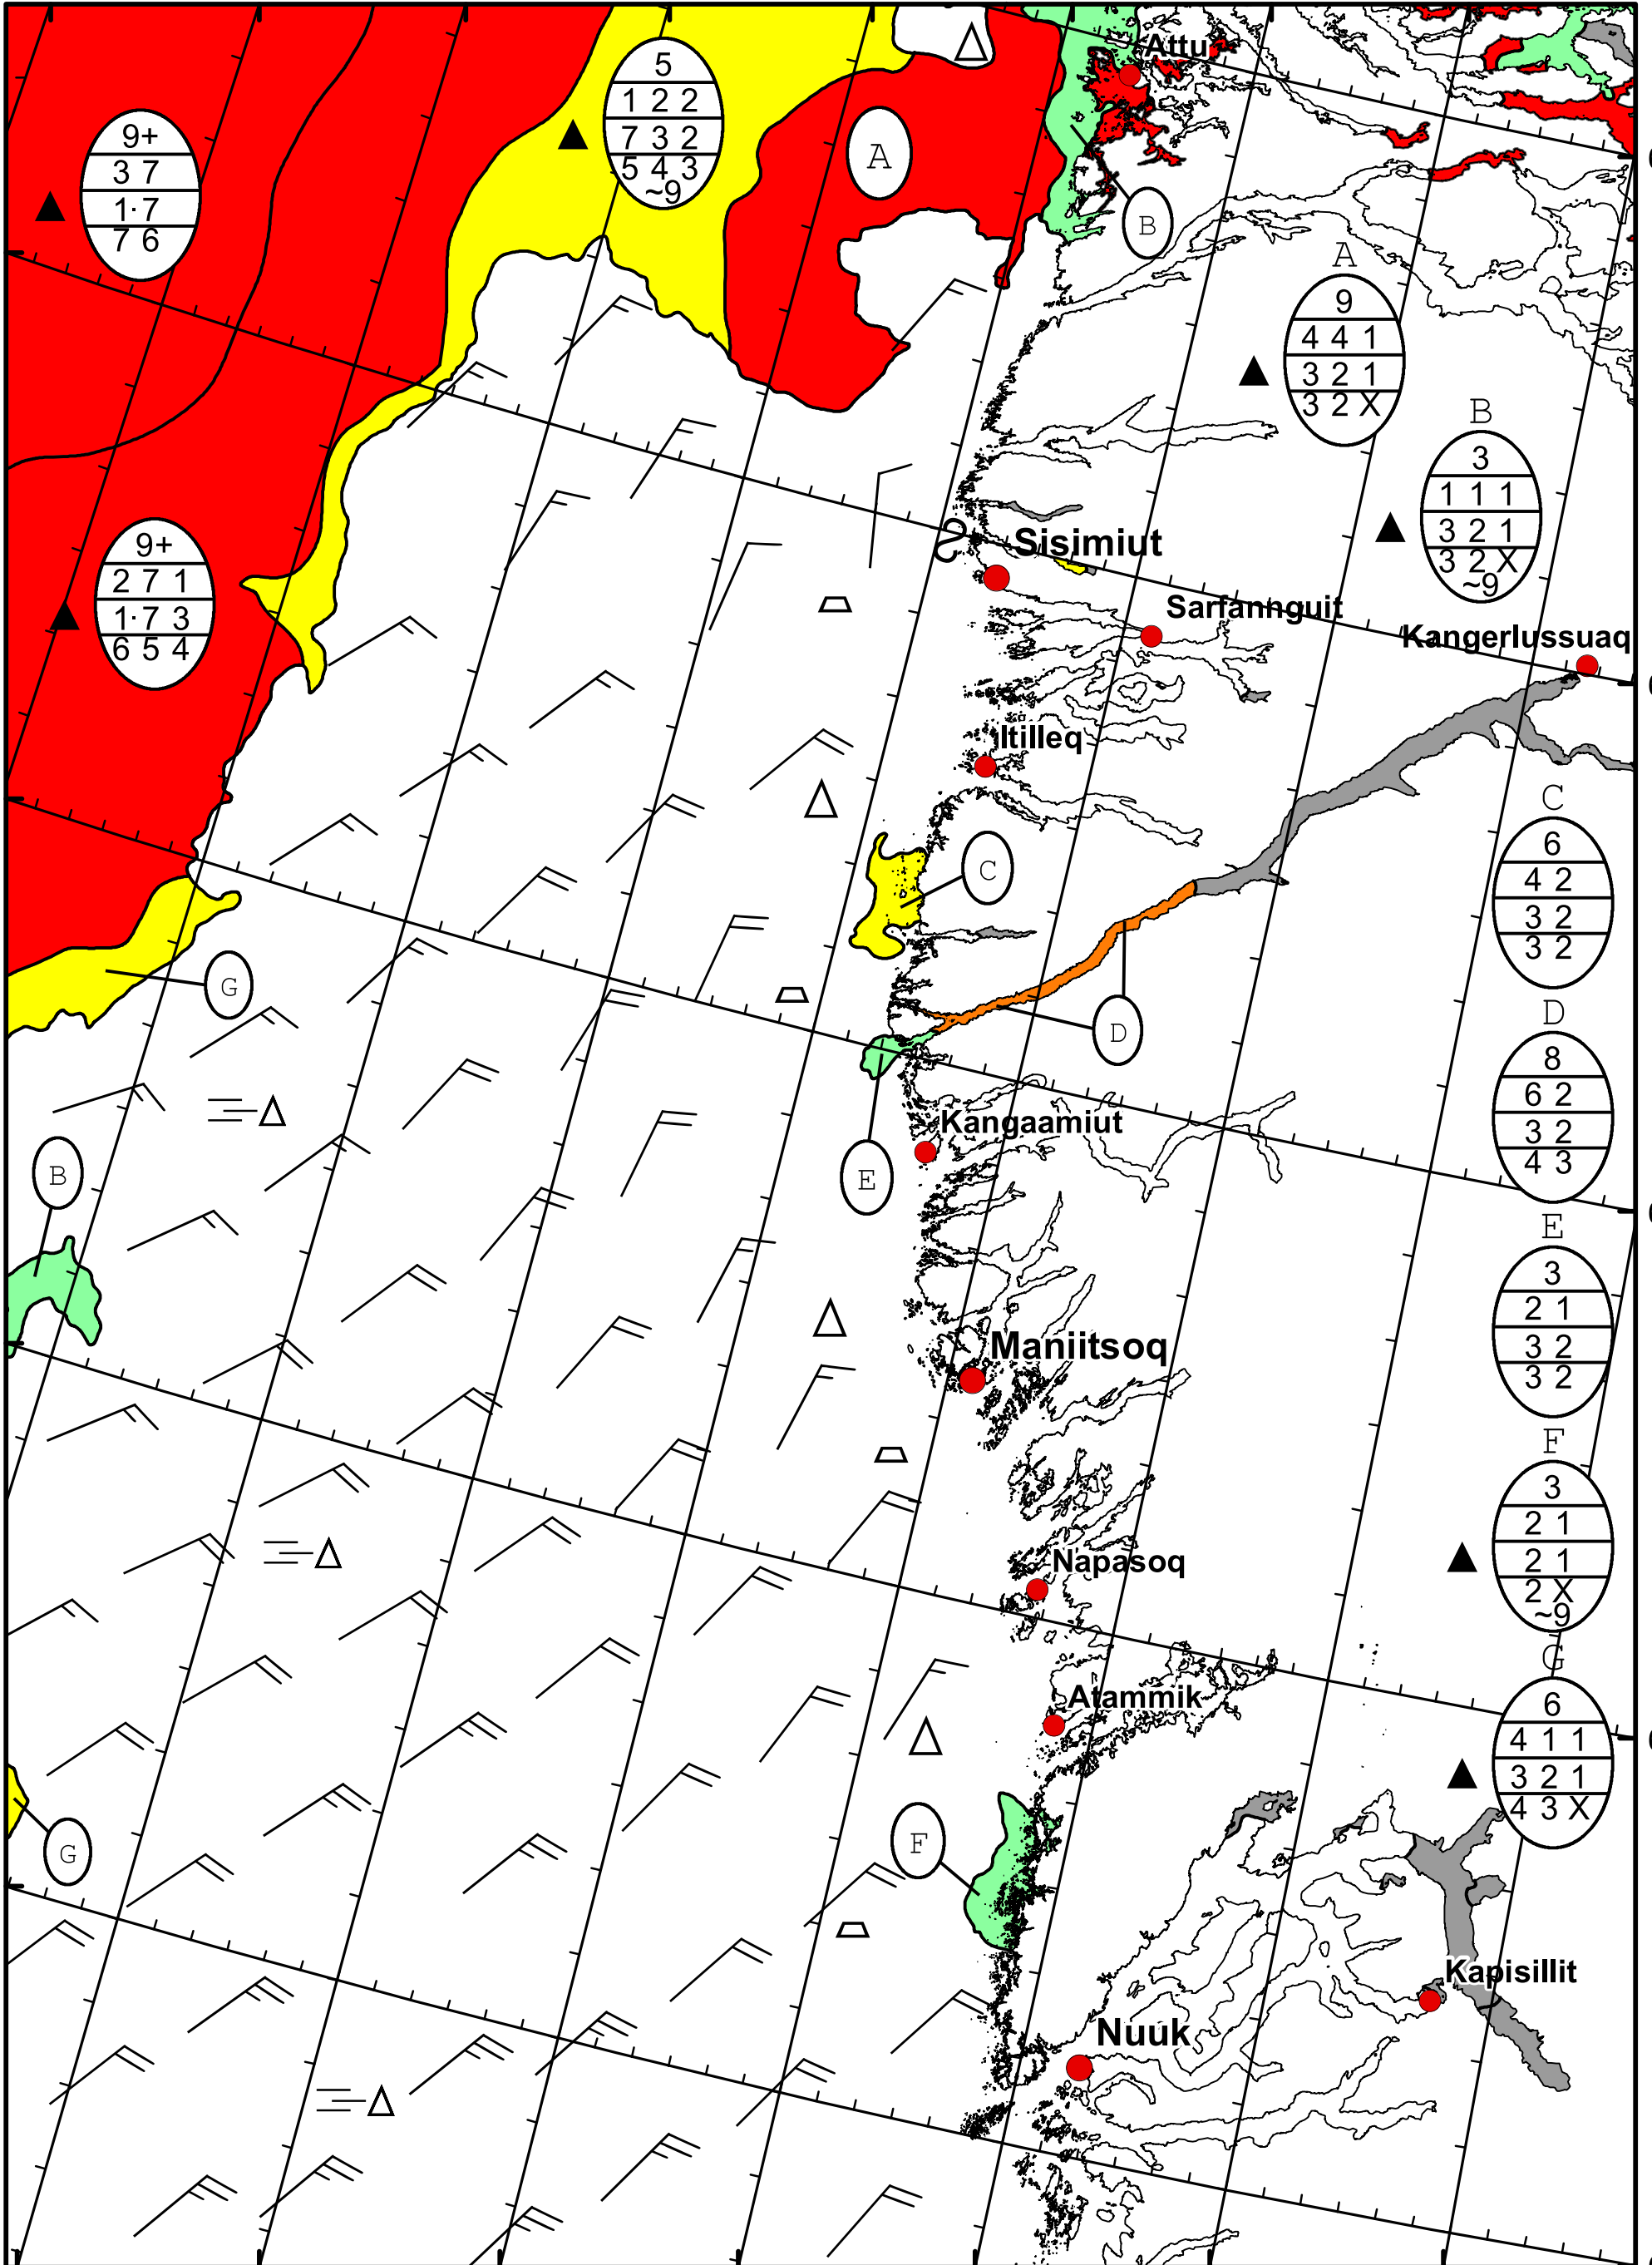 Attu
5
1 2 2
7 3 2
5 4 3
~9
9+
3 7
1· 7
7 6
A
B
A
9
4 4 1
3 2 1
3 2 X
B
3
1 1 1
3 2 1
3 2 X
~9
9+
2 7 1
1· 7 3
6 5 4
Sisimiut
Sarfannguit
Kangerlussuaq
Itilleq
C
6
4 2
3 2
3 2
C
G
D
D
8
6 2
3 2
4 3
Kangaamiut
B
E
E
3
2 1
3 2
3 2
Maniitsoq
F
3
2 1
2 1
2 X
~9
Napasoq
G
6
4 1 1
3 2 1
4 3 X
Atammik
F
G
Kapisillit
Nuuk